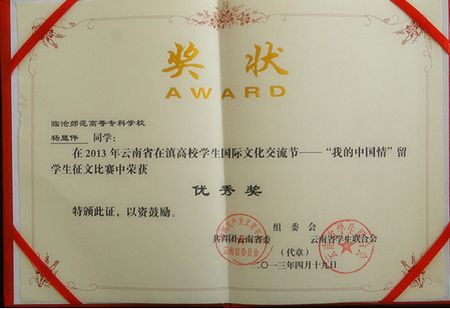 奖状
AWARD
临沧师范高等专科学校
杨显伟 同学:
在2013年云南省在滇高校学生国际文化交流节——“我的中国情”留
学生征文比赛中荣获
优秀奖
特颁此证，以资鼓励。
组委会
共青团云南省委 云南省学生联合会
（代章）
二〇一三年四月十九日